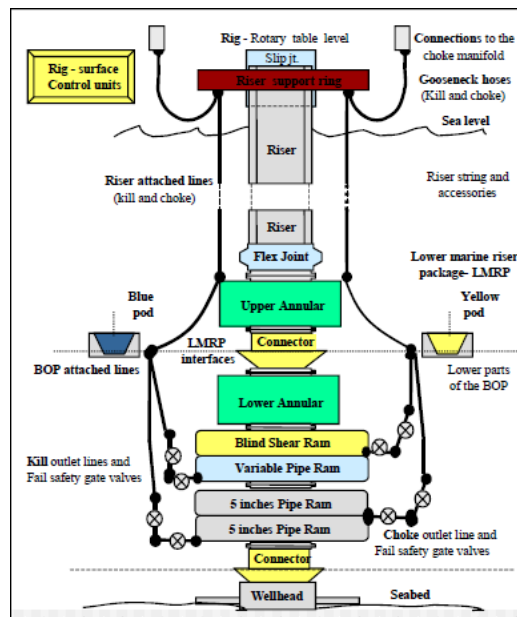 Rig - Rotary table level
Slip jt.
Connections to the
choke manifold
Rig - surface
Control units
Riser support ring
Gooseneck hoses
(Kill and choke)
Sea level
Riser
Riser attached lines
(kill and choke)
Riser string and
accessories
Riser
Flex Joint
Lower marine riser
package- LMRP
Blue
pod
Upper Annular
Yellow
pod
LMRP
interfaces
Connector
BOP attached lines
Lower parts
of the BOP
Lower Annular
Blind Shear Ram
Kill outlet lines and
Fail safety gate valves
Variable Pipe Ram
5 inches Pipe Ram
5 inches Pipe Ram
Choke outlet line and
Fail safety gate valves
Connector
Wellhead
Seabed